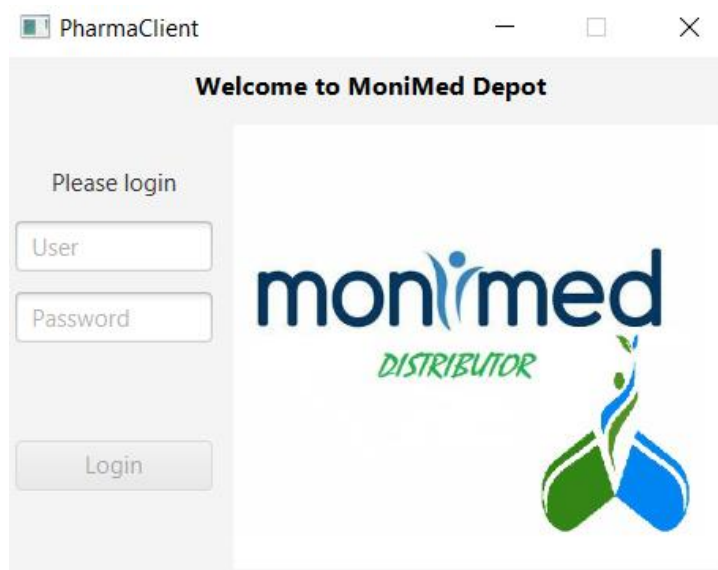 PharmaClient
Welcome to MoniMed Depot
Please login
User
Password
Login
monimed
DISTRIBUTOR